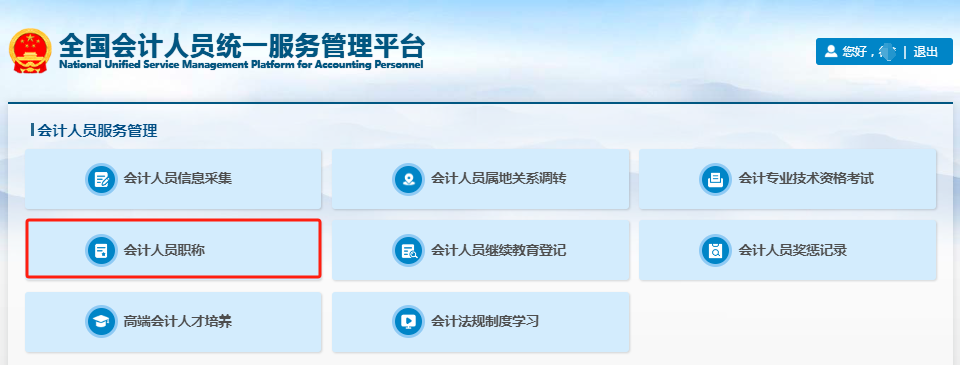 全国会计人员统一服务管理平台
National Unified Service Management Platform for Accounting Personnel
您好， | 退出
会计人员服务管理
会计人员信息采集
会计人员属地关系调转
会计专业技术资格考试
会计人员职称
会计人员继续教育登记
会计人员奖惩记录
高端会计人才培养
会计法规制度学习